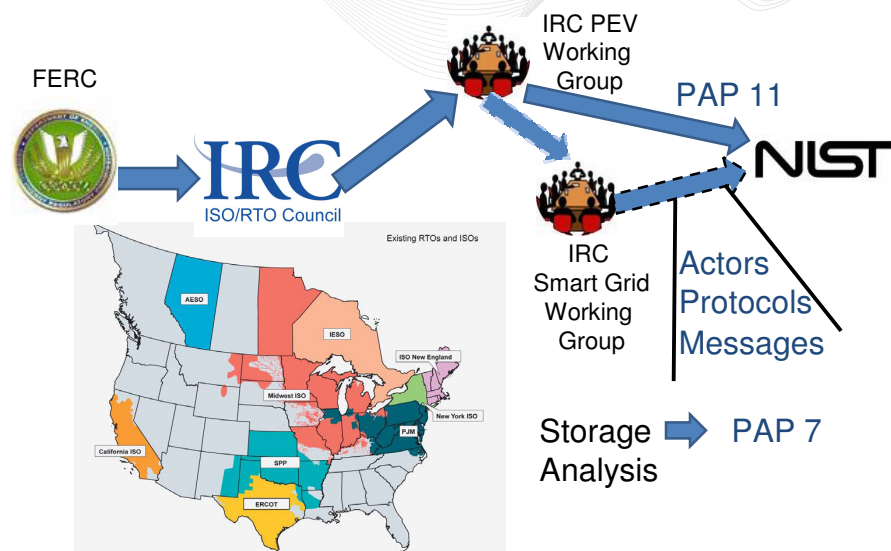 FERC
IRC
ISO/RTO Council
IRC PEV
Working
Group
PAP 11
NIST
IRC
Smart Grid
Working
Group
Actors
Protocols
Messages
Storage
Analysis
PAP 7
Existing RTOs and ISOs
AESO
IESO
ISO New England
Midwest ISO
New York ISO
PJM
California ISO
SPP
ERCOT